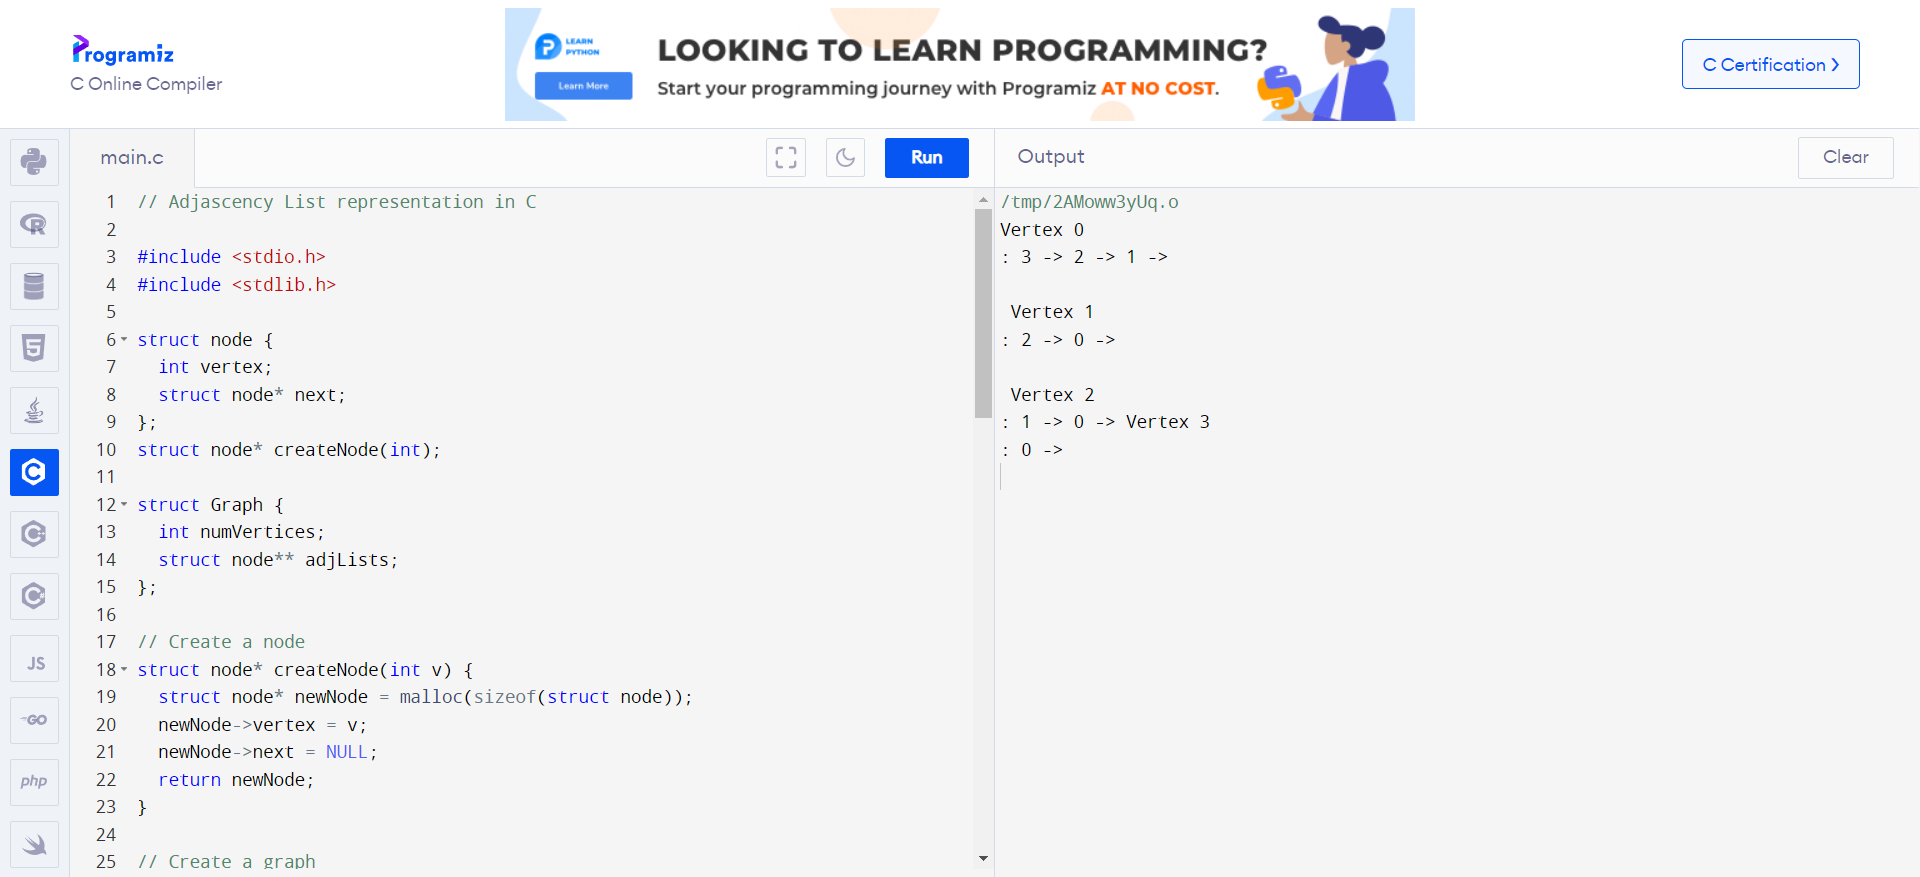 Programiz
C Online Compiler
LEARN
PYTHON
Learn More
LOOKING TO LEARN PROGRAMMING?
Start your programming journey with Programiz AT NO COST.
C Certification
main.c
Run
Output
Clear
1 // Adjascency List representation in C
2
3 #include <stdio.h>
4 #include <stdlib.h>
5
6 struct node {
7   int vertex;
8   struct node* next;
9 };
10 struct node* createNode(int);
11
12 struct Graph {
13   int numVertices;
14   struct node** adjLists;
15 };
16
17 // Create a node
18 struct node* createNode(int v) {
19   struct node* newNode = malloc(sizeof(struct node));
20   newNode->vertex = v;
21   newNode->next = NULL;
22   return newNode;
23 }
24
25 // Create a graph
/tmp/2AMoww3yUq.o
Vertex 0
: 3 -> 2 -> 1 ->
Vertex 1
: 2 -> 0 ->
Vertex 2
: 1 -> 0 -> Vertex 3
: 0 ->
R
5
C
C
C#
JS
GO
php